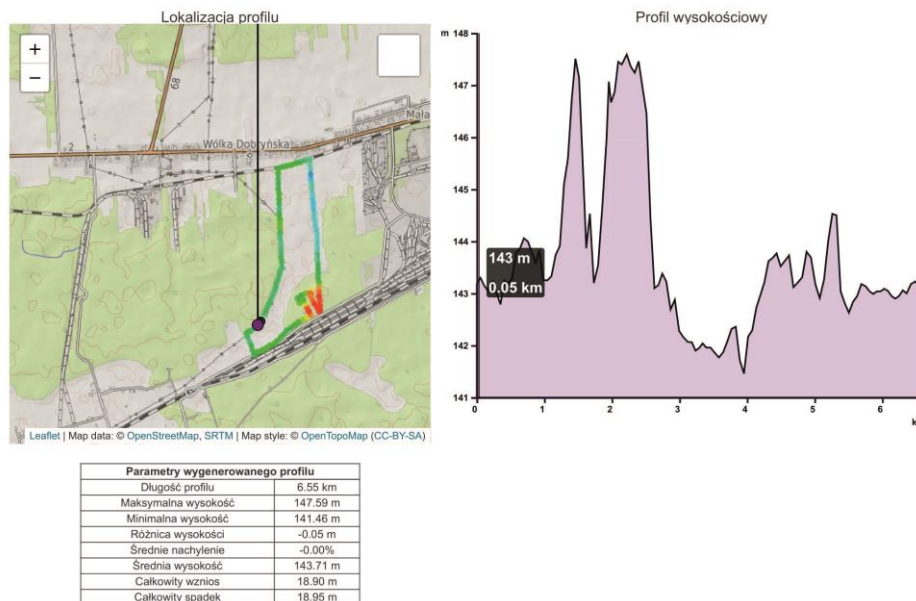 Lokalizacja profilu
Profil wysokościowy
+
−
68
2
Wólka Dobryńska
Mała
Leaflet | Map data: © OpenStreetMap, SRTM | Map style: © OpenTopoMap (CC-BY-SA)
m
148
147
146
145
144
143
142
141
143 m
0.05 km
0
1
2
3
4
5
6
k
Parametry wygenerowanego profilu
Długość profilu 6.55 km
Maksymalna wysokość 147.59 m
Minimalna wysokość 141.46 m
Różnica wysokości -0.05 m
Średnie nachylenie -0.00%
Średnia wysokość 143.71 m
Całkowity wznios 18.90 m
Całkowity spadek 18.95 m